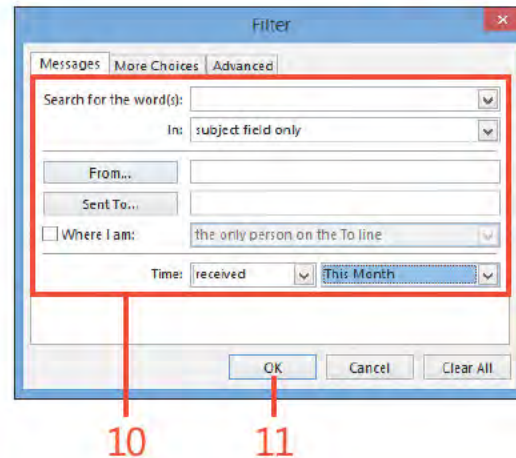 Filter
Messages More Choices Advanced
Search for the word(s):
In: subject field only
From...
Sent To...
Where I am: the only person on the To line
Time: received This Month
OK Cancel Clear All
10 11